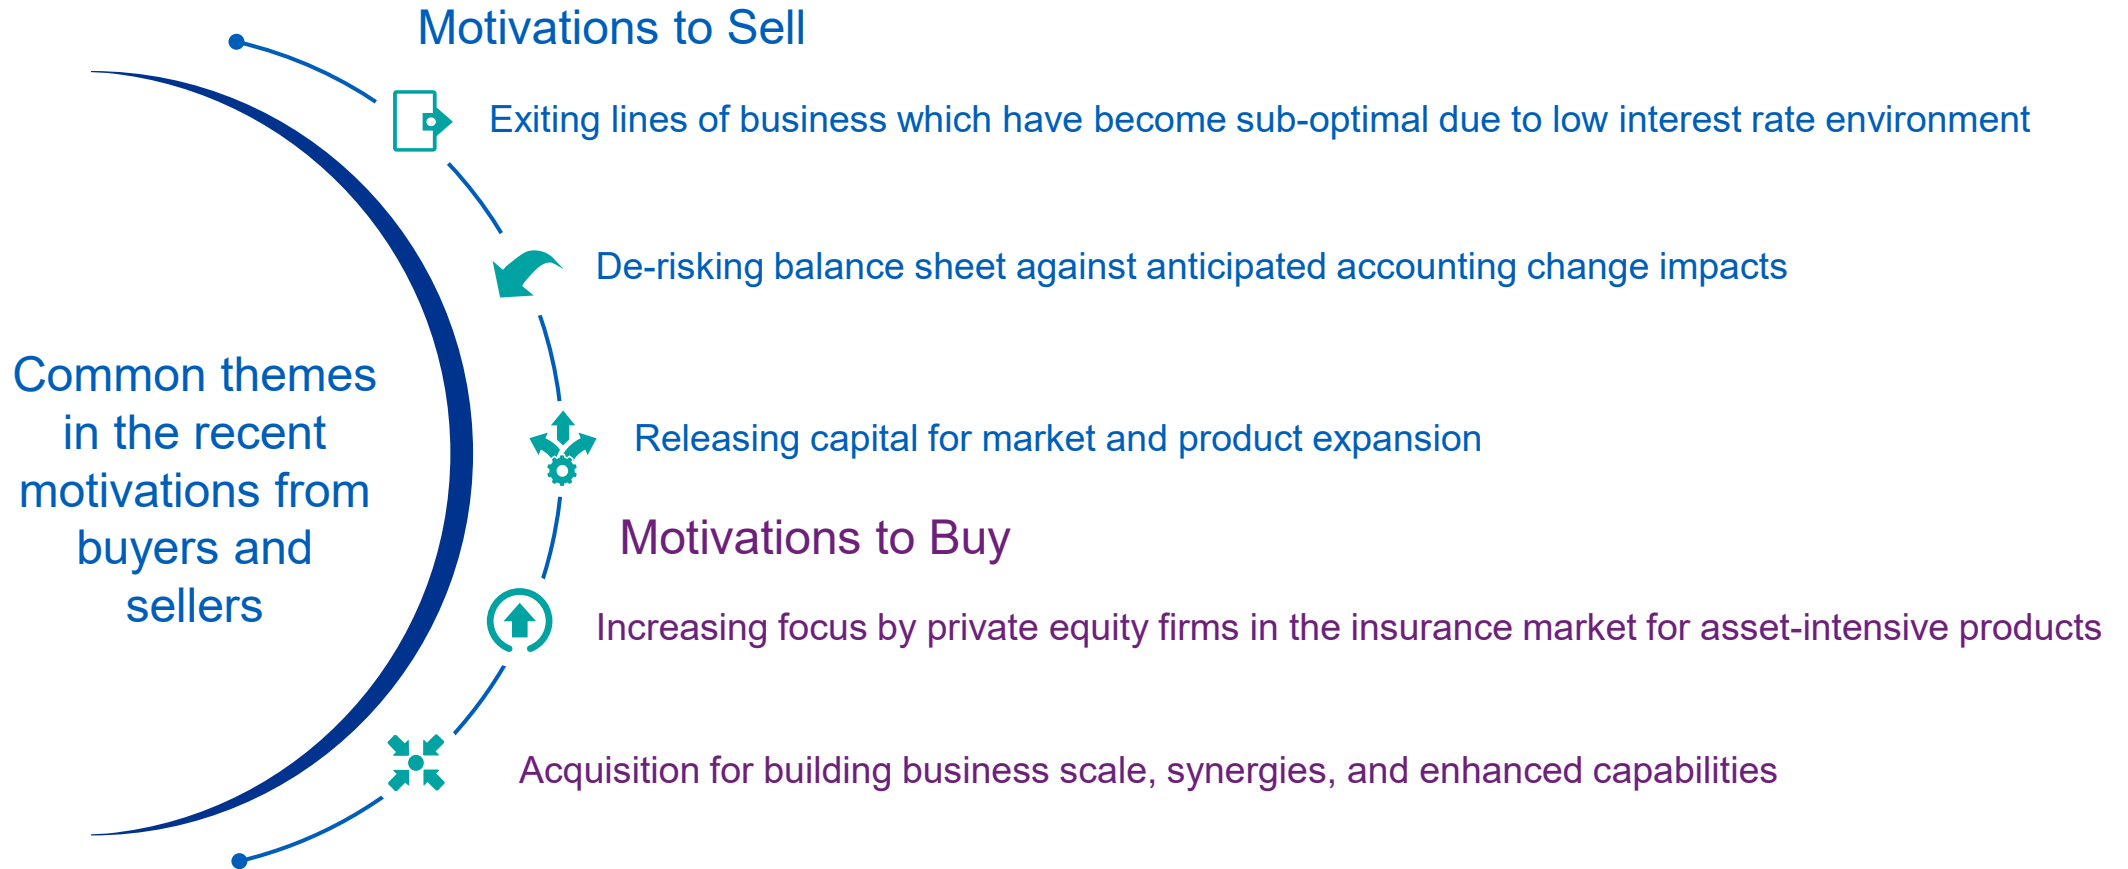 Motivations to Sell
Exiting lines of business which have become sub-optimal due to low interest rate environment
De-risking balance sheet against anticipated accounting change impacts
Releasing capital for market and product expansion
Common themes
in the recent
motivations from
buyers and
sellers
Motivations to Buy
Increasing focus by private equity firms in the insurance market for asset-intensive products
Acquisition for building business scale, synergies, and enhanced capabilities